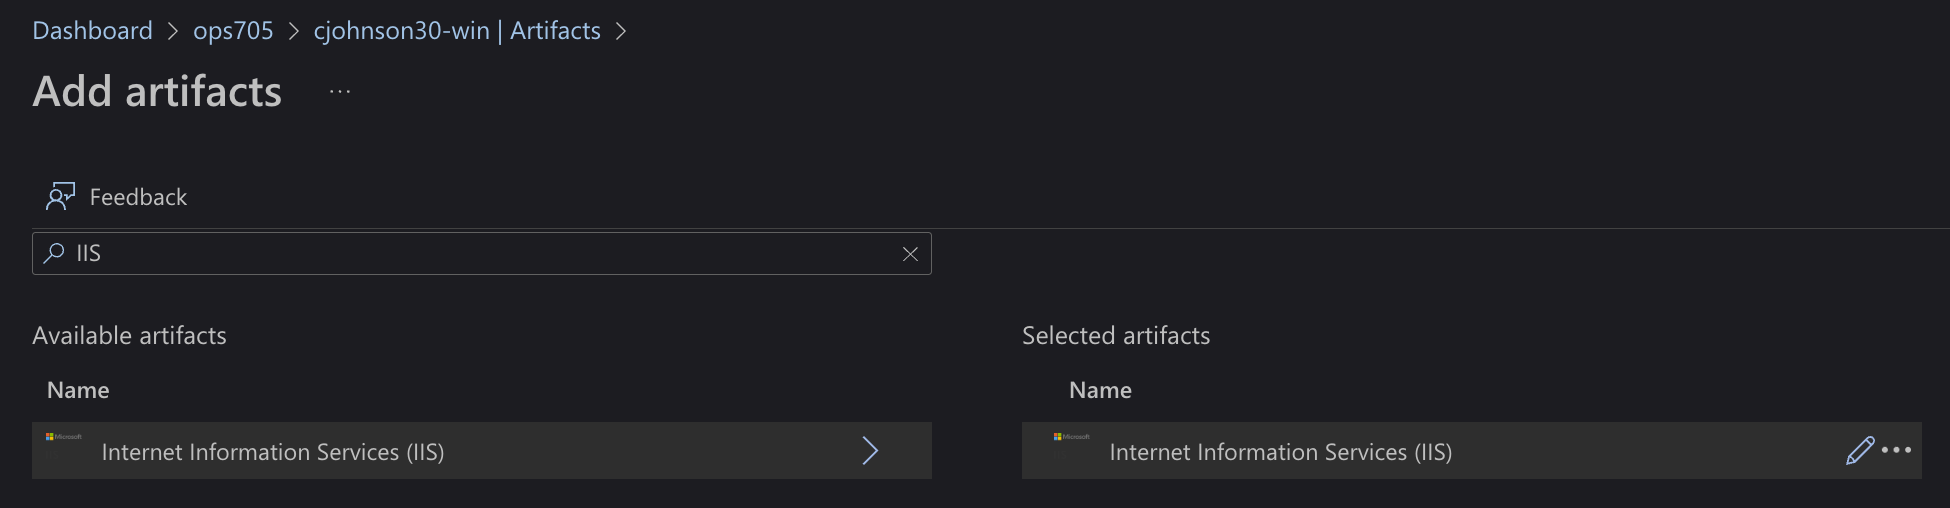 Dashboard > ops705 > cjohnson30-win | Artifacts >
Add artifacts ...
Feedback
IIS
Available artifacts
Selected artifacts
Name
Name
Microsoft
Internet Information Services (IIS)
Microsoft
Internet Information Services (IIS)